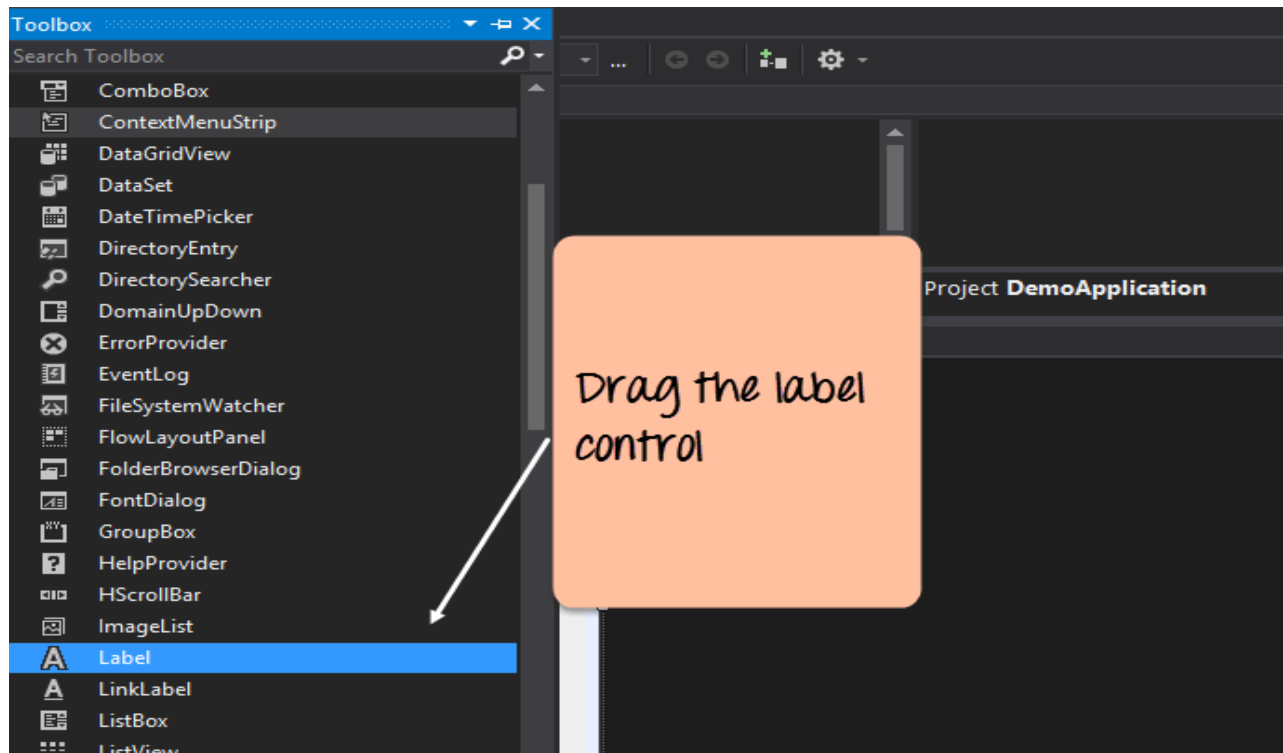 Toolbox
Search Toolbox
...
ComboBox
ContextMenuStrip
DataGridView
DataSet
DateTimePicker
DirectoryEntry
DirectorySearcher
DomainUpDown
ErrorProvider
EventLog
FileSystemWatcher
FlowLayoutPanel
FolderBrowserDialog
FontDialog
GroupBox
HelpProvider
HScrollBar
ImageList
Label
LinkLabel
ListBox
ListView
Drag the label
control
Project DemoApplication